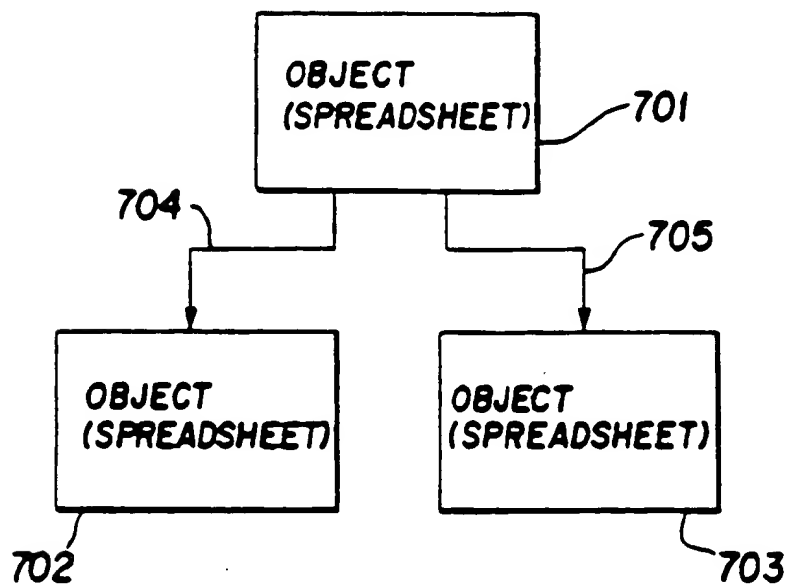 OBJECT
(SPREADSHEET)
701
704
705
OBJECT
(SPREADSHEET)
OBJECT
(SPREADSHEET)
702
703